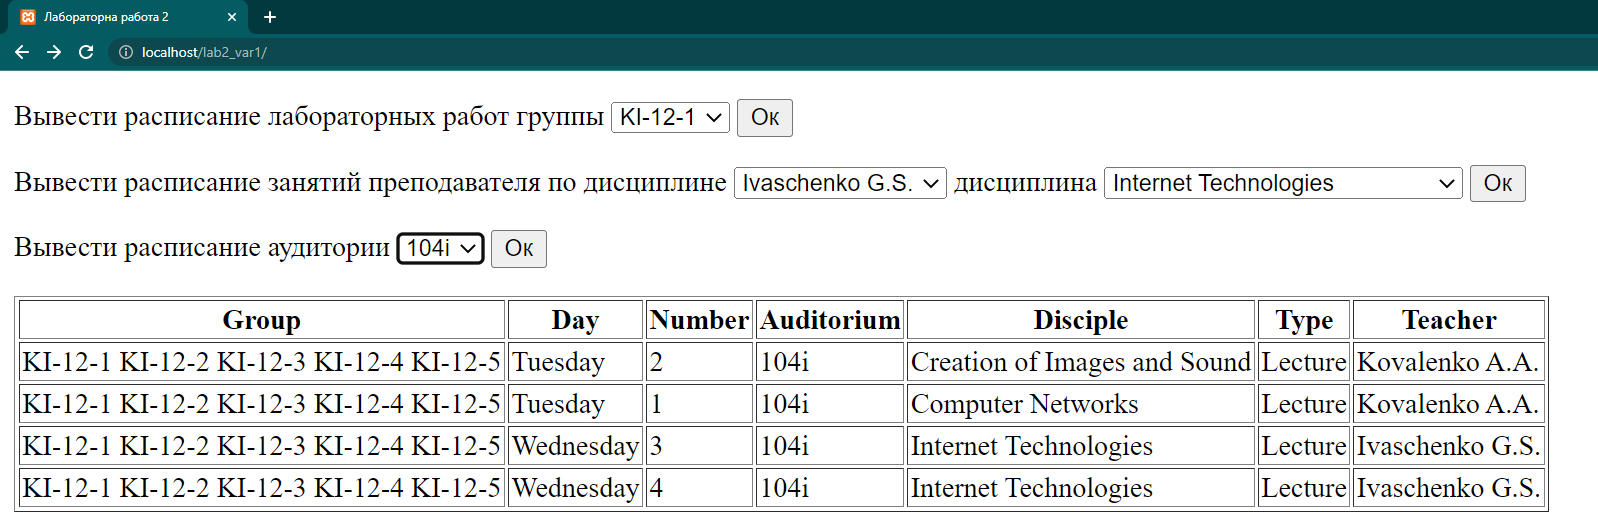 Лабораторна работа 2
localhost/lab2_var1/
Вывести расписание лабораторных работ группы KI-12-1 Ок
Вывести расписание занятий преподавателя по дисциплине Ivaschenko G.S. дисциплина Internet Technologies Ок
Вывести расписание аудитории 104i Ок
Group Day Number Auditorium Disciple Type Teacher
KI-12-1 KI-12-2 KI-12-3 KI-12-4 KI-12-5 Tuesday 2 104i Creation of Images and Sound Lecture Kovalenko A.A.
KI-12-1 KI-12-2 KI-12-3 KI-12-4 KI-12-5 Tuesday 1 104i Computer Networks Lecture Kovalenko A.A.
KI-12-1 KI-12-2 KI-12-3 KI-12-4 KI-12-5 Wednesday 3 104i Internet Technologies Lecture Ivaschenko G.S.
KI-12-1 KI-12-2 KI-12-3 KI-12-4 KI-12-5 Wednesday 4 104i Internet Technologies Lecture Ivaschenko G.S.